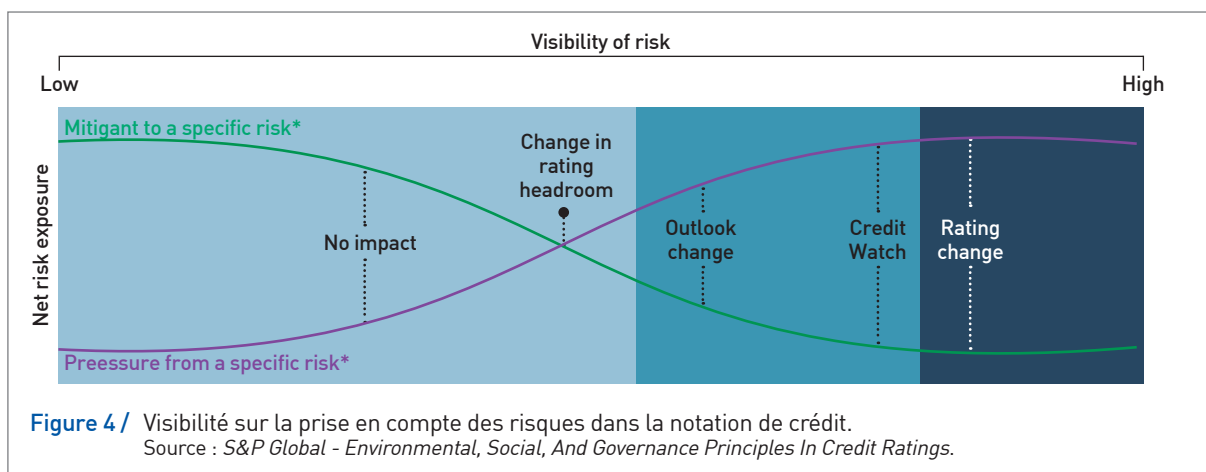 Visibility of risk
Low
High
Mitigant to a specific risk*
Change in
rating
headroom
No impact
Outlook
change
Credit
Watch
Rating
change
Net risk exposure
Preessure from a specific risk*
Figure 4 / Visibilité sur la prise en compte des risques dans la notation de crédit.
Source : S&P Global - Environmental, Social, And Governance Principles In Credit Ratings.